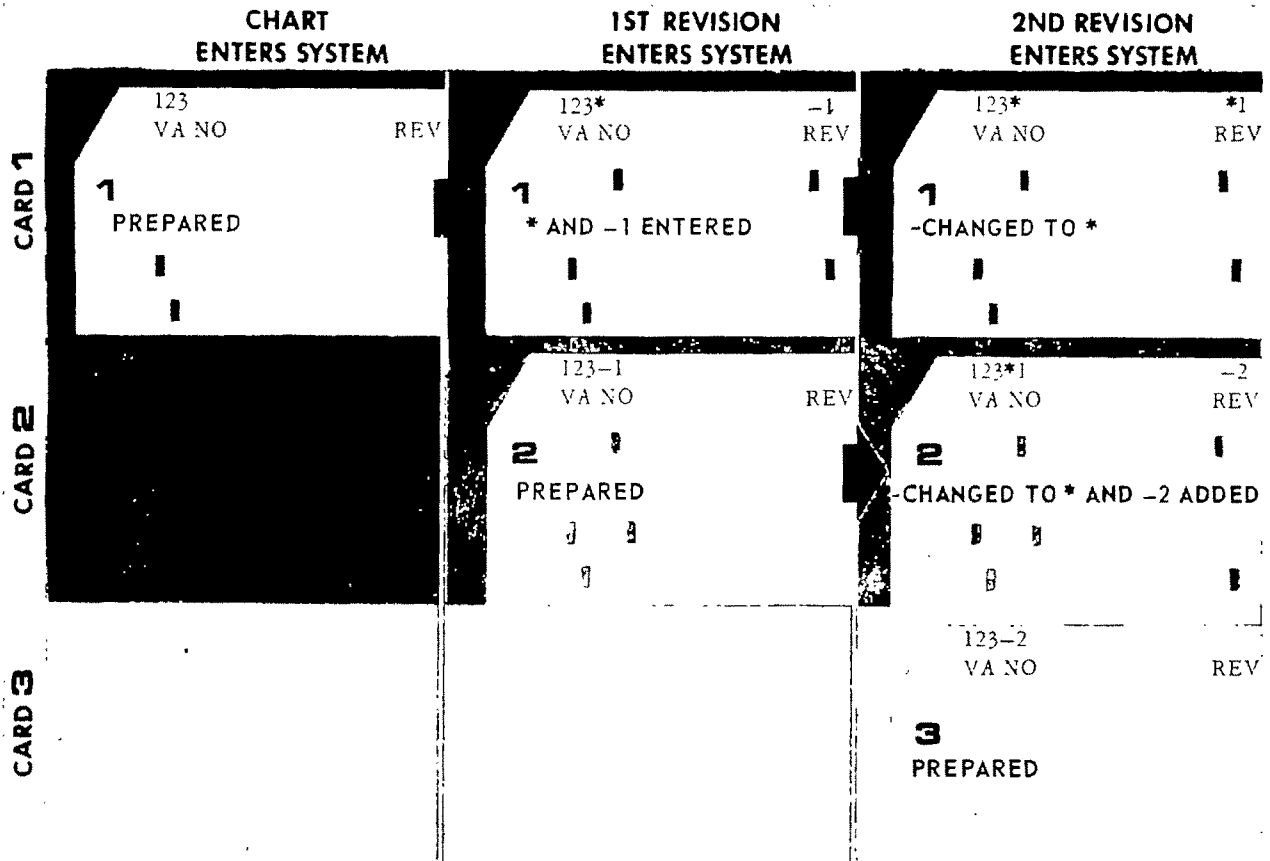 CHART
ENTERS SYSTEM
1ST REVISION
ENTERS SYSTEM
2ND REVISION
ENTERS SYSTEM
CARD 1
123
VA NO REV
1
PREPARED
123* -1
VA NO REV
1
* AND -1 ENTERED
123* *1
VA NO REV
1
-CHANGED TO *
CARD 2
123-1
VA NO REV
2
PREPARED
123*1 -2
VA NO REV
2
-CHANGED TO * AND -2 ADDED
CARD 3
123-2
VA NO REV
3
PREPARED